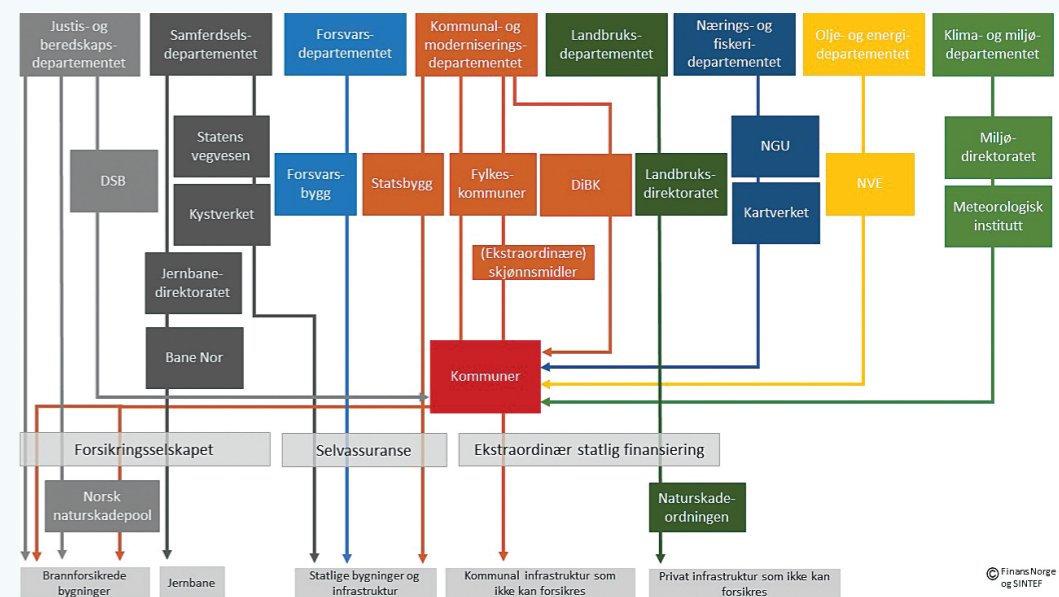 Justis- og
beredskaps-
departementet
Samferdsels-
departementet
Forsvars-
departementet
Kommunal- og
moderniserings-
departementet
Landbruks-
departementet
Nærings- og
fiskeri-
departementet
Olje- og energi-
departementet
Klima- og miljø-
departementet
DSB
Statens
vegvesen
Kystverket
Jernbane-
direktoratet
Bane Nor
Forsvars-
bygg
Statsbygg
Fylkes-
kommuner
(Ekstraordinære)
skjønnsmidler
DiBK
Landbruks-
direktoratet
NGU
Kartverket
NVE
Miljø-
direktoratet
Meteorologisk
institutt
Kommuner
Forsikringsselskapet
Selvassuranse
Ekstraordinær statlig finansiering
Norsk
naturskadepool
Naturskade-
ordningen
Brannforsikrede
bygninger
Jernbane
Statlige bygninger og
infrastruktur
Kommunal infrastruktur som
ikke kan forsikres
Privat infrastruktur som ikke kan
forsikres
© FinansNorge
og SINTEF